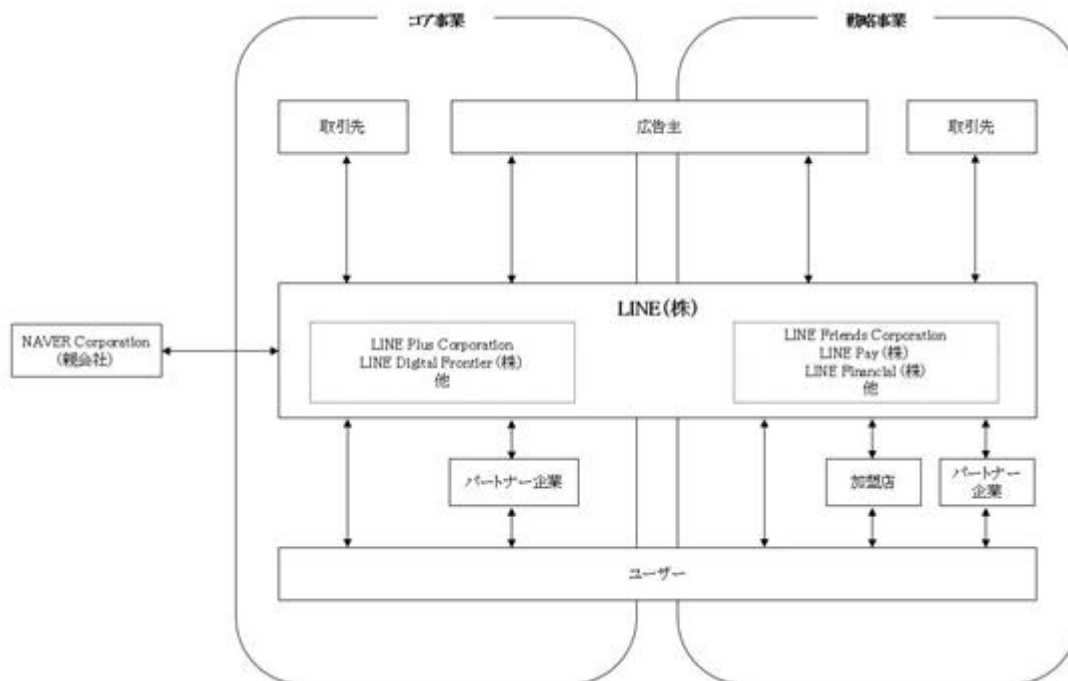 コア事業
戦略事業
取引先
広告主
取引先
LINE(株)
NAVER Corporation
(親会社)
LINE Plus Corporation
LINE Digital Frontier(株)
他
LINE Friends Corporation
LINE Pay(株)
LINE Financial(株)
他
パートナー企業
加盟店
パートナー
企業
ユーザー